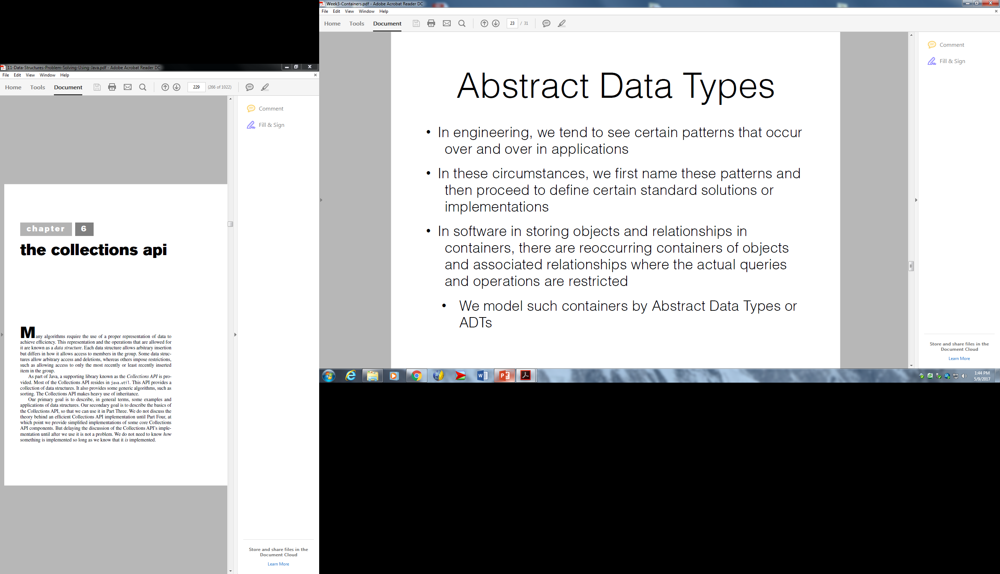 11-Data-Structures-Problem-Solving-Using-Java.pdf - Adobe Acrobat Reader DC
File Edit View Window Help
Home Tools Document 229 (266 of 1022)
Comment
Fill & Sign
chapter 6
the collections api
Many algorithms require the use of a proper representation of data to
achieve efficiency. This representation and the operations that are allowed for
it are known as a data structure. Each data structure allows arbitrary insertion
but differs in how it allows access to members in the group. Some data struc-
tures allow arbitrary access and deletions, whereas others impose restrictions,
such as allowing access to only the most recently or least recently inserted
item in the group.
As part of Java, a supporting library known as the Collections API is pro-
vided. Most of the Collections API resides in java.util. This API provides a
collection of data structures. It also provides some generic algorithms, such as
sorting. The Collections API makes heavy use of inheritance.
Our primary goal is to describe, in general terms, some examples and
applications of data structures. Our secondary goal is to describe the basics of
the Collections API, so that we can use it in Part Three. We do not discuss the
theory behind an efficient Collections API implementation until Part Four, at
which point we provide simplified implementations of some core Collections
API components. But delaying the discussion of the Collections API's imple-
mentation until after we use it is not a problem. We do not need to know how
something is implemented so long as we know that it is implemented.
Store and share files in the
Document Cloud
Learn More
Week3-Containers.pdf - Adobe Acrobat Reader DC
File Edit View Window Help
Home Tools Document 23 / 31
Comment
Fill & Sign
Abstract Data Types
• In engineering, we tend to see certain patterns that occur
over and over in applications
• In these circumstances, we first name these patterns and
then proceed to define certain standard solutions or
implementations
• In software in storing objects and relationships in
containers, there are reoccurring containers of objects
and associated relationships where the actual queries
and operations are restricted
• We model such containers by Abstract Data Types or
ADTs
Store and share files in the
Document Cloud
Learn More
1:44 PM
5/9/2017